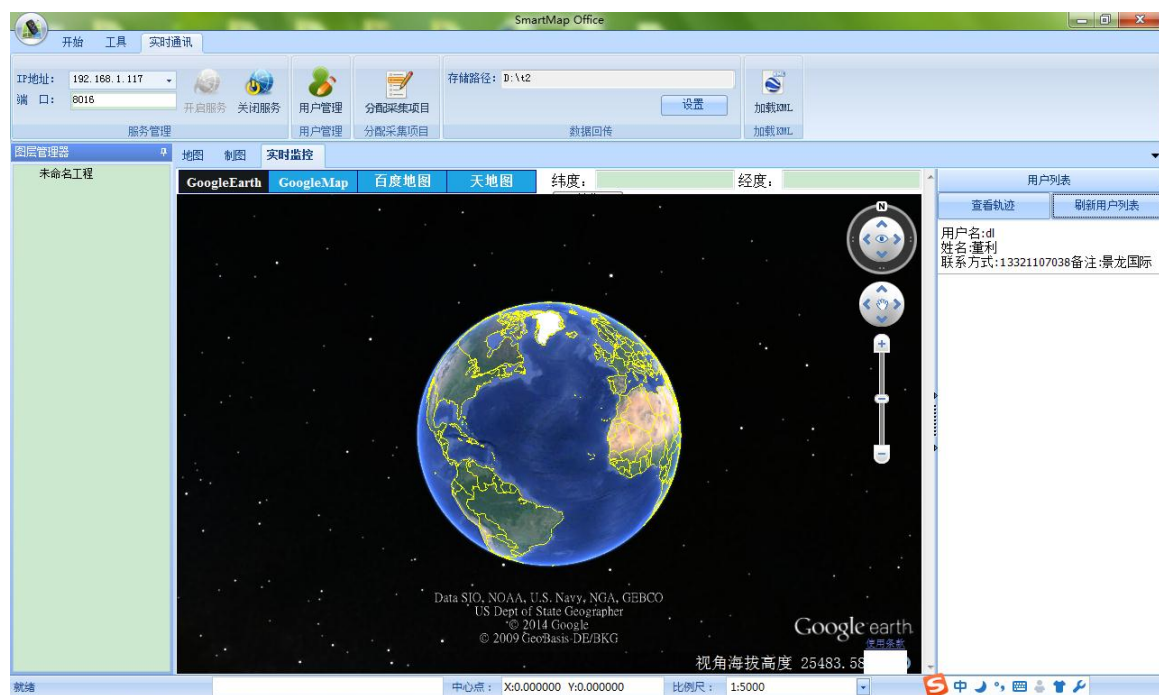 SmartMap Office
开始 工具 实时通讯
IP地址： 192.168.1.117
端 口： 8016
开启服务 关闭服务 用户管理 分配采集项目
存储路径： D:\t2
设置
加载KML
服务管理 用户管理 分配采集项目 数据回传 加载KML
图层管理器
未命名工程
地图 制图 实时监控
GoogleEarth GoogleMap 百度地图 天地图 纬度： 经度：
用户列表
查看轨迹 刷新用户列表
用户名:dl
姓名:董利
联系方式:13321107038备注:景龙国际
N
Data SIO, NOAA, U.S. Navy, NGA, GEBCO
US Dept of State Geographer
© 2014 Google
© 2009 GeoBasis-DE/BKG
Google earth
使用条款
视角海拔高度 25483.58
就绪 中心点： X:0.000000 Y:0.000000 比例尺： 1:5000
中